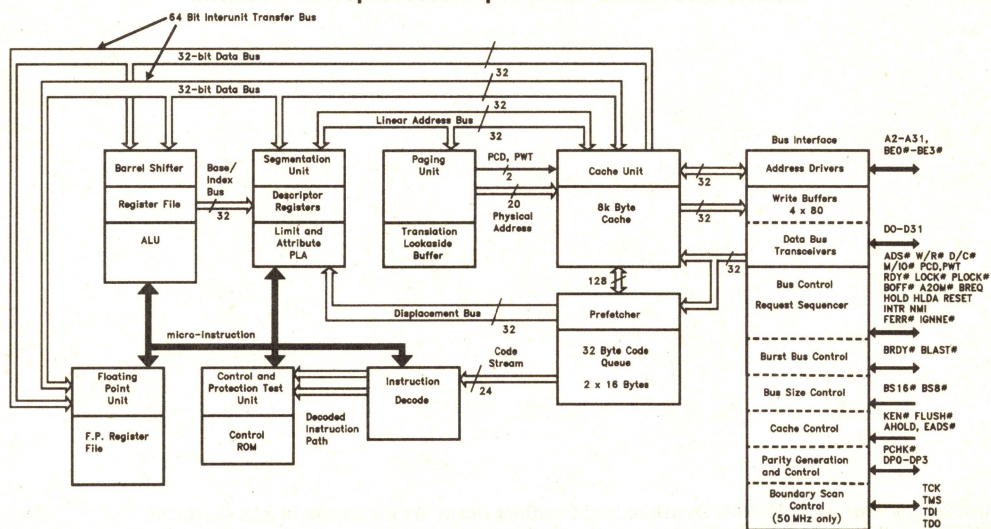 64 Bit Interunit Transfer Bus
32-bit Data Bus
32
32-bit Data Bus
32
Linear Address Bus
32
Barrel Shifter
Register File
ALU
Base/
Index
Bus
32
Segmentation
Unit
Descriptor
Registers
Limit and
Attribute
PLA
Paging
Unit
Translation
Lookaside
Buffer
PCD, PWT
2
20
Physical
Address
Cache Unit
8k Byte
Cache
32
32
32
128
Displacement Bus
32
Prefetcher
32 Byte Code
Queue
2 x 16 Bytes
Code
Stream
24
micro-instruction
Floating
Point
Unit
F.P. Register
File
Control and
Protection Test
Unit
Control
ROM
Decoded
Instruction
Path
Instruction
Decode
Bus Interface
Address Drivers
Write Buffers
4 x 80
Data Bus
Transceivers
Bus Control
Request Sequencer
Burst Bus Control
Bus Size Control
Cache Control
Parity Generation
and Control
Boundary Scan
Control
(50 MHz only)
A2-A31,
BE0#-BE3#
D0-D31
ADS# W/R# D/C#
M/IO# PCD,PWT
RDY# LOCK# PLOCK#
BOFF# A20M# BREQ
HOLD HLDA RESET
INTR NMI
FERR# IGNNE#
BRDY# BLAST#
BS16# BS8#
KEN# FLUSH#
AHOLD, EADS#
PCHK#
DP0-DP3
TCK
TMS
TDI
TDO